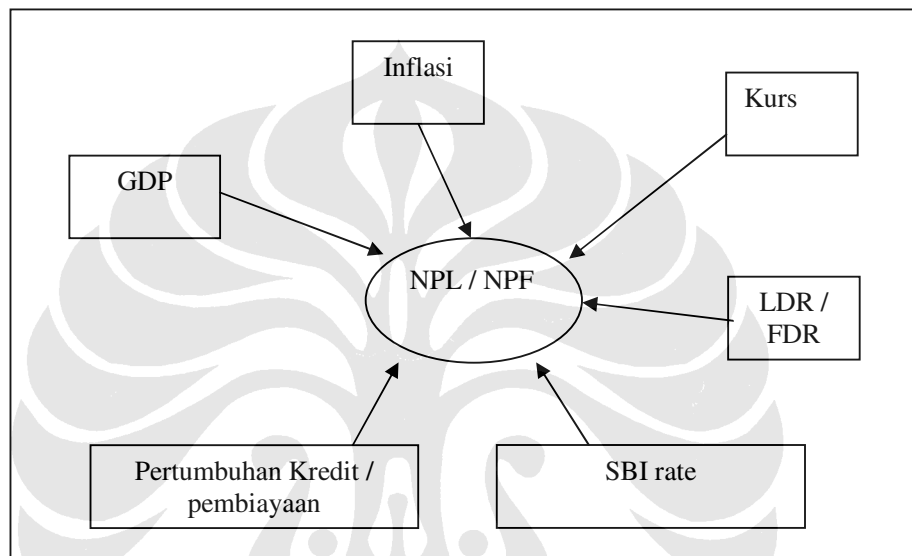 Inflasi
Kurs
GDP
NPL / NPF
LDR /
FDR
Pertumbuhan Kredit /
pembiayaan
SBI rate